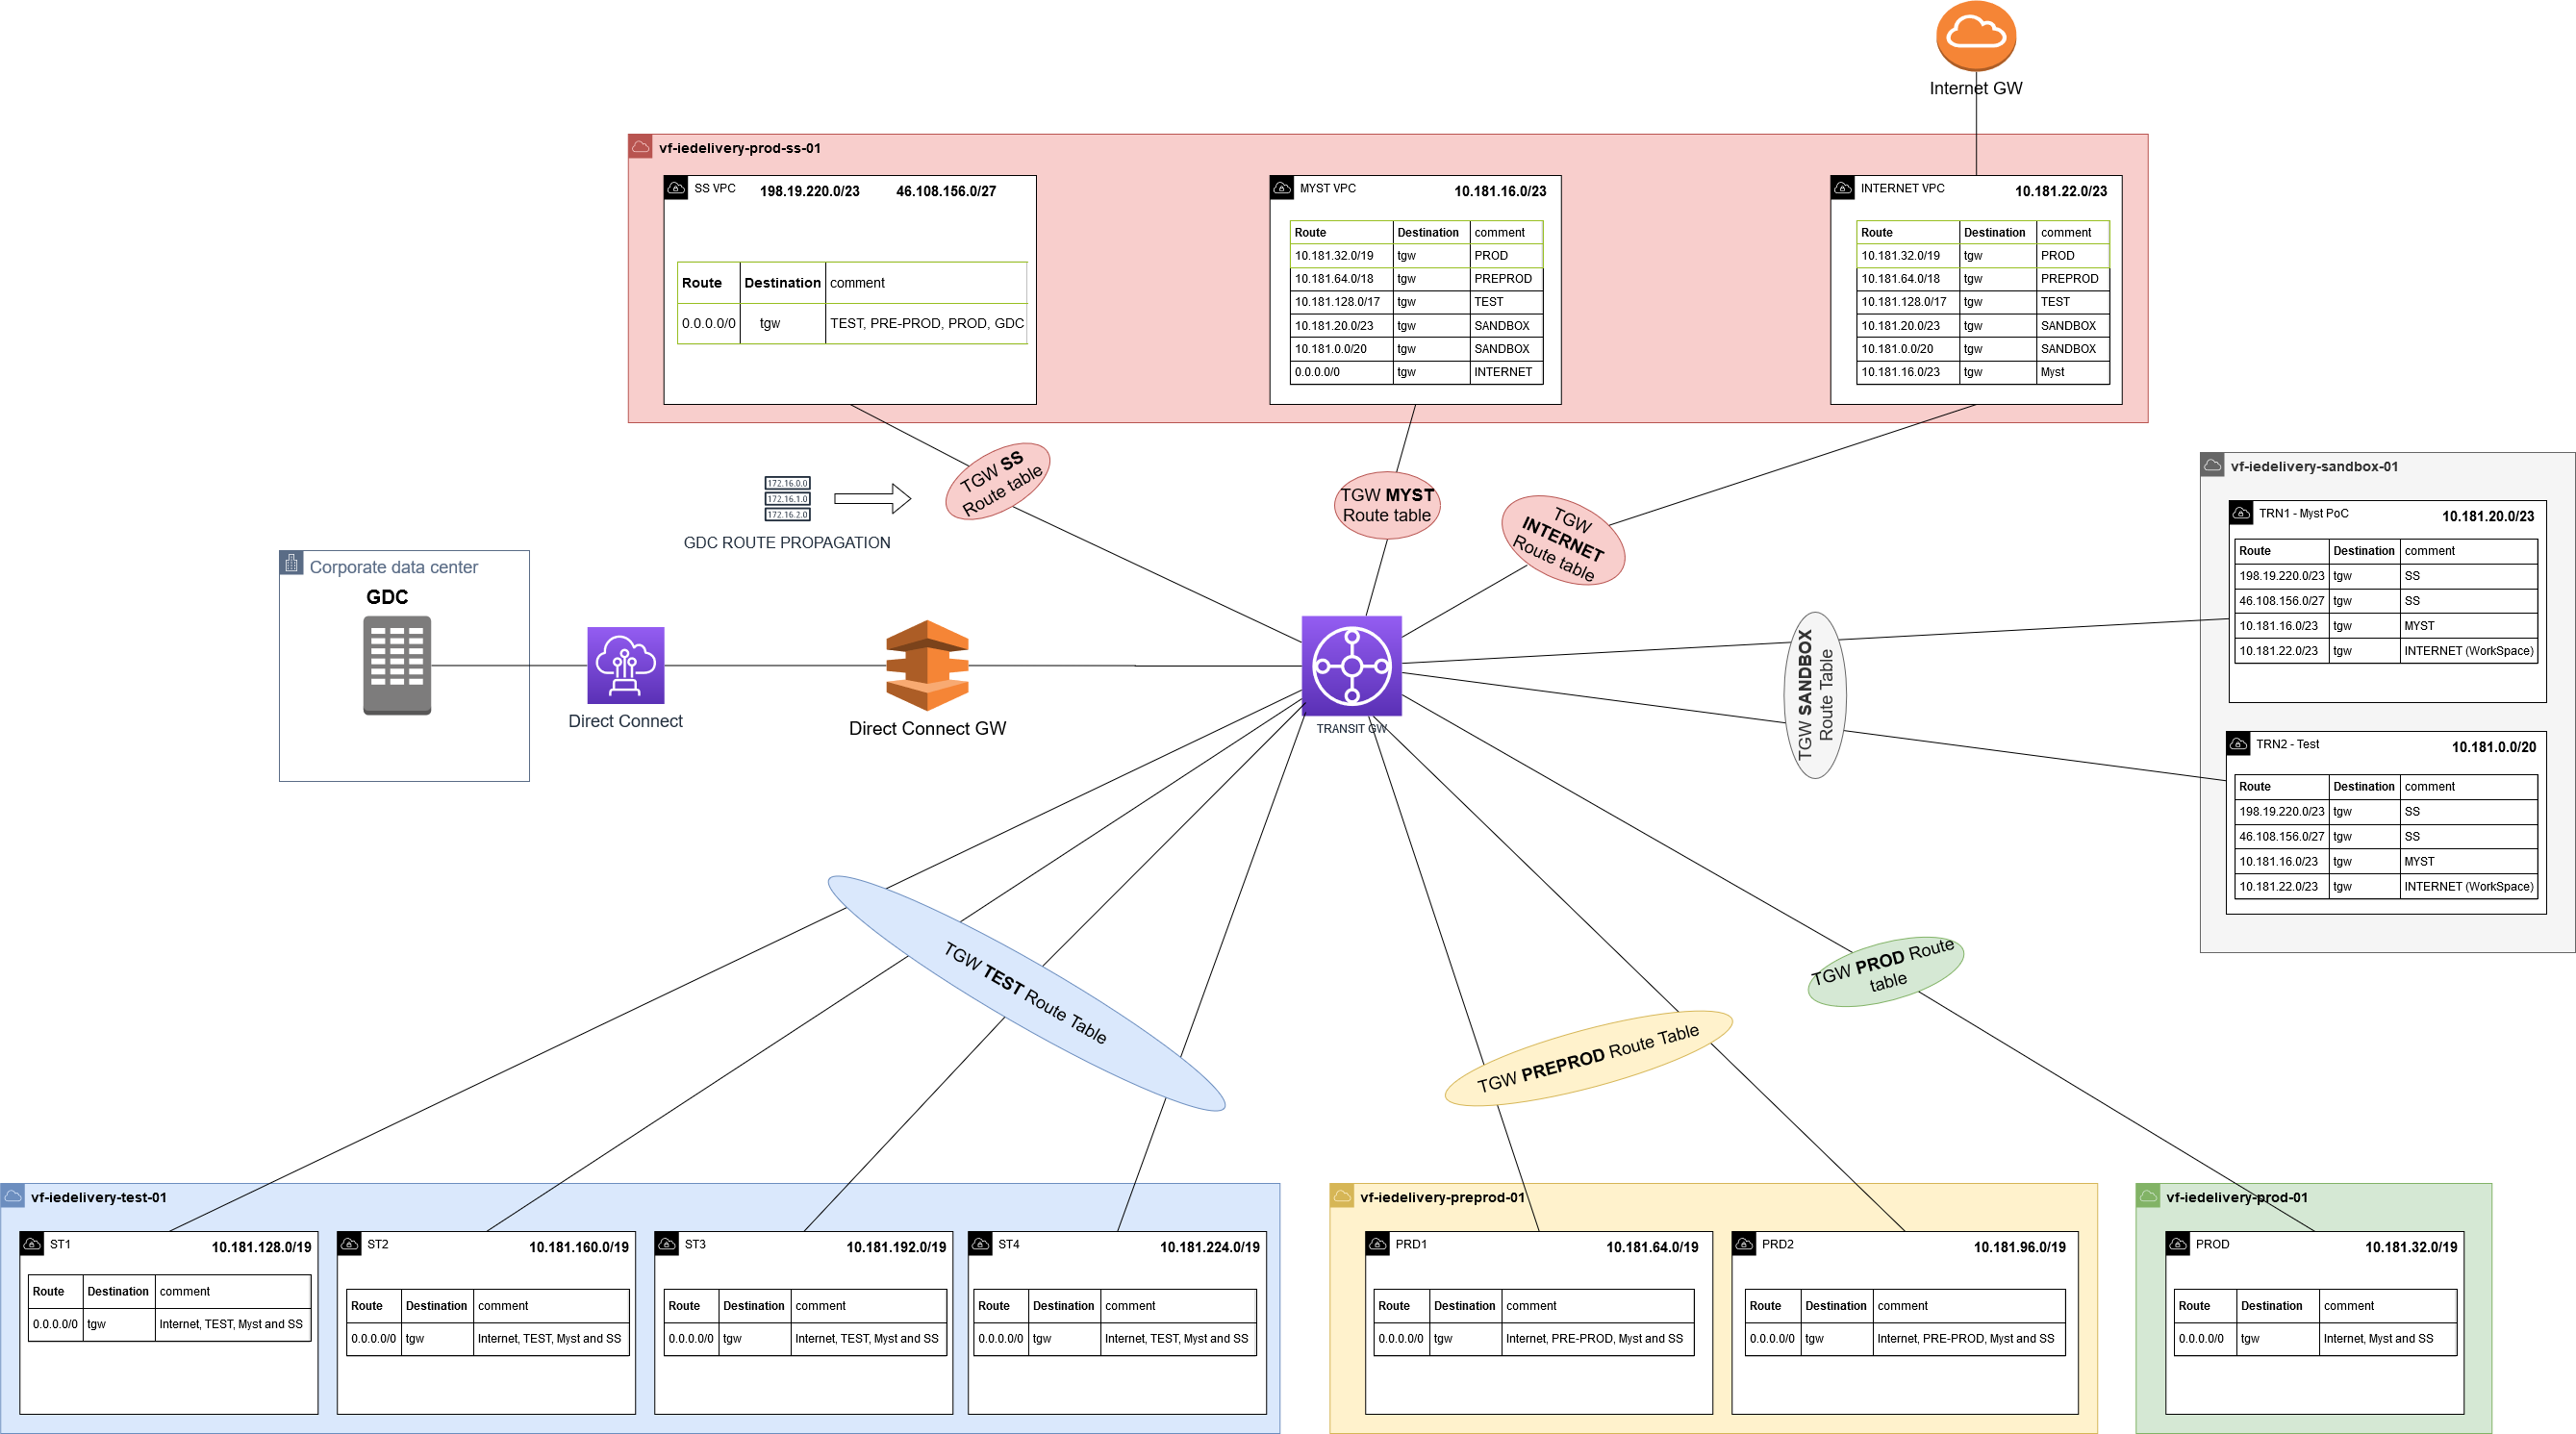 Internet GW
vf-iedelivery-prod-ss-01
SS VPC 198.19.220.0/23 46.108.156.0/27
Route Destination comment
0.0.0.0/0 tgw TEST, PRE-PROD, PROD, GDC
MYST VPC 10.181.16.0/23
Route Destination comment
10.181.32.0/19 tgw PROD
10.181.64.0/18 tgw PREPROD
10.181.128.0/17 tgw TEST
10.181.20.0/23 tgw SANDBOX
10.181.0.0/20 tgw SANDBOX
0.0.0.0/0 tgw INTERNET
INTERNET VPC 10.181.22.0/23
Route Destination comment
10.181.32.0/19 tgw PROD
10.181.64.0/18 tgw PREPROD
10.181.128.0/17 tgw TEST
10.181.20.0/23 tgw SANDBOX
10.181.0.0/20 tgw SANDBOX
10.181.16.0/23 tgw Myst
TGW SS
Route table
TGW MYST
Route table
TGW
INTERNET
Route table
172.16.0.0
172.16.1.0
172.16.2.0
GDC ROUTE PROPAGATION
Corporate data center
GDC
Direct Connect
Direct Connect GW
TRANSIT GW
TGW SANDBOX
Route Table
vf-iedelivery-sandbox-01
TRN1 - Myst PoC 10.181.20.0/23
Route Destination comment
198.19.220.0/23 tgw SS
46.108.156.0/27 tgw SS
10.181.16.0/23 tgw MYST
10.181.22.0/23 tgw INTERNET (WorkSpace)
TRN2 - Test 10.181.0.0/20
Route Destination comment
198.19.220.0/23 tgw SS
46.108.156.0/27 tgw SS
10.181.16.0/23 tgw MYST
10.181.22.0/23 tgw INTERNET (WorkSpace)
TGW TEST Route Table
TGW PREPROD Route Table
TGW PROD Route
table
vf-iedelivery-test-01
ST1 10.181.128.0/19
Route Destination comment
0.0.0.0/0 tgw Internet, TEST, Myst and SS
ST2 10.181.160.0/19
Route Destination comment
0.0.0.0/0 tgw Internet, TEST, Myst and SS
ST3 10.181.192.0/19
Route Destination comment
0.0.0.0/0 tgw Internet, TEST, Myst and SS
ST4 10.181.224.0/19
Route Destination comment
0.0.0.0/0 tgw Internet, TEST, Myst and SS
vf-iedelivery-preprod-01
PRD1 10.181.64.0/19
Route Destination comment
0.0.0.0/0 tgw Internet, PRE-PROD, Myst and SS
PRD2 10.181.96.0/19
Route Destination comment
0.0.0.0/0 tgw Internet, PRE-PROD, Myst and SS
vf-iedelivery-prod-01
PROD 10.181.32.0/19
Route Destination comment
0.0.0.0/0 tgw Internet, Myst and SS